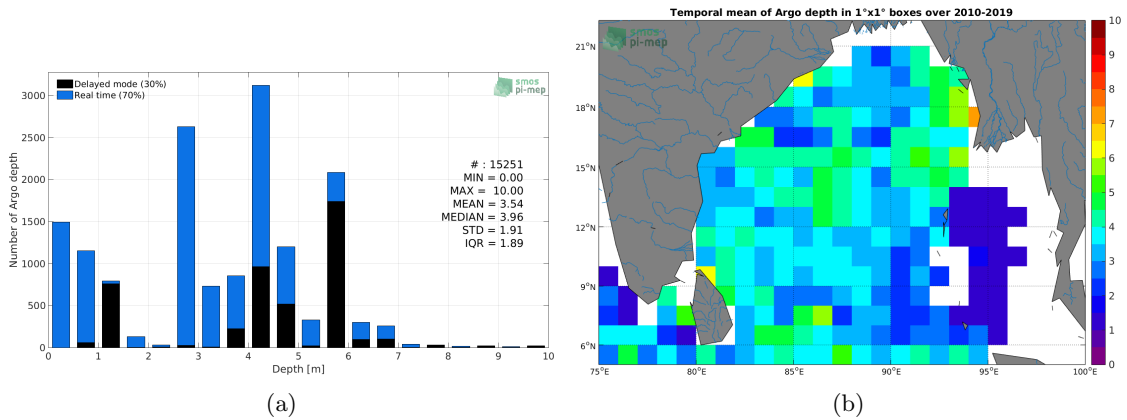 smos
pi-mep
Delayed mode (30%)
Real time (70%)
# : 15251
MIN = 0.00
MAX = 10.00
MEAN = 3.54
MEDIAN = 3.96
STD = 1.91
IQR = 1.89
Number of Argo depth
3000
2500
2000
1500
1000
500
0
0 1 2 3 4 5 6 7 8 9 10
Depth [m]
(a)
Temporal mean of Argo depth in 1°x1° boxes over 2010-2019
smos
pi-mep
21°N
18°N
15°N
12°N
9°N
6°N
75°E 80°E 85°E 90°E 95°E 100°E
10
9
8
7
6
5
4
3
2
1
0
(b)